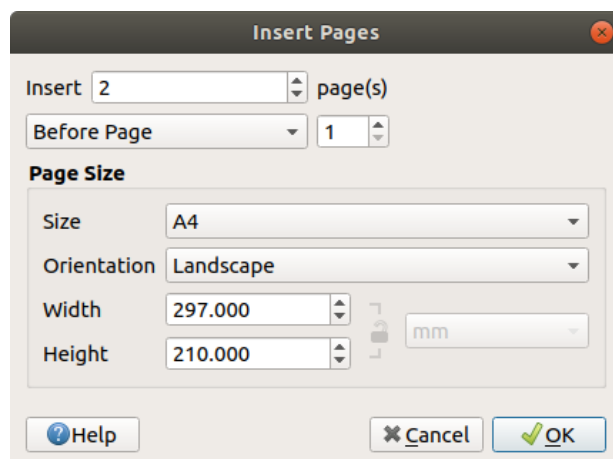 Insert Pages
Insert 2 page(s)
Before Page 1
Page Size
Size A4
Orientation Landscape
Width 297.000
mm
Height 210.000
Help Cancel OK